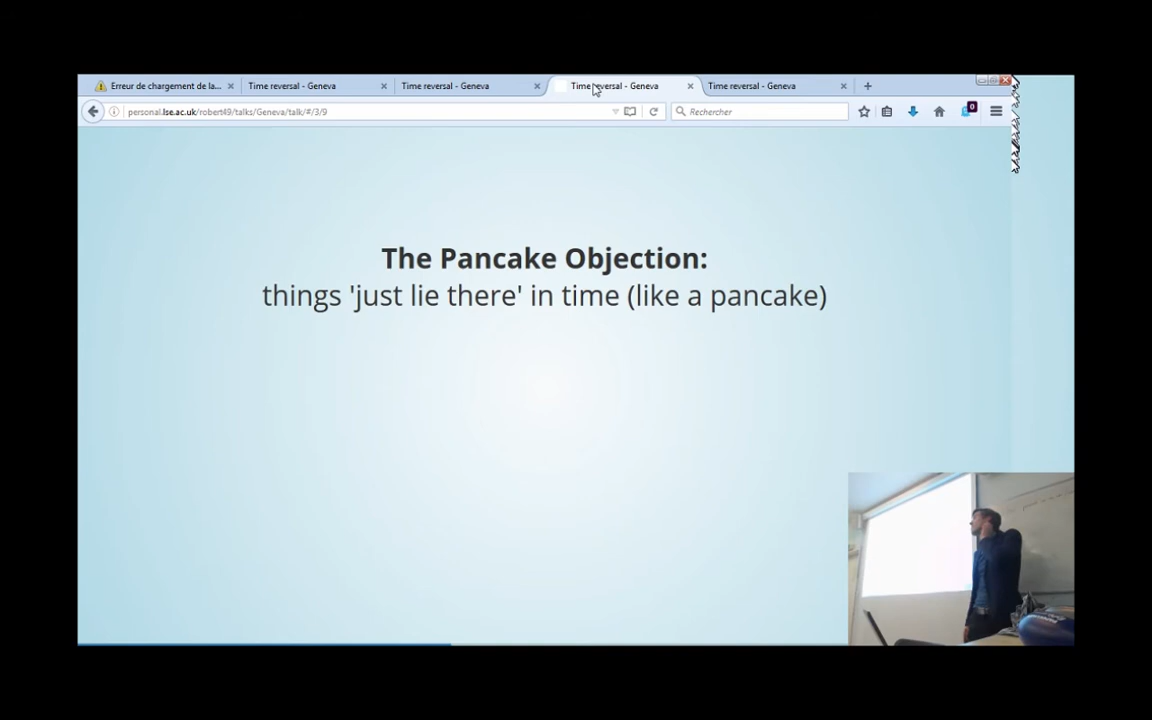 Erreur de chargement de la...
Time reversal - Geneva
Time reversal - Geneva
Time reversal - Geneva
Time reversal - Geneva
personal.lse.ac.uk/robert49/talks/Geneva/talk/#/3/9
Rechercher
0
The Pancake Objection:
things 'just lie there' in time (like a pancake)